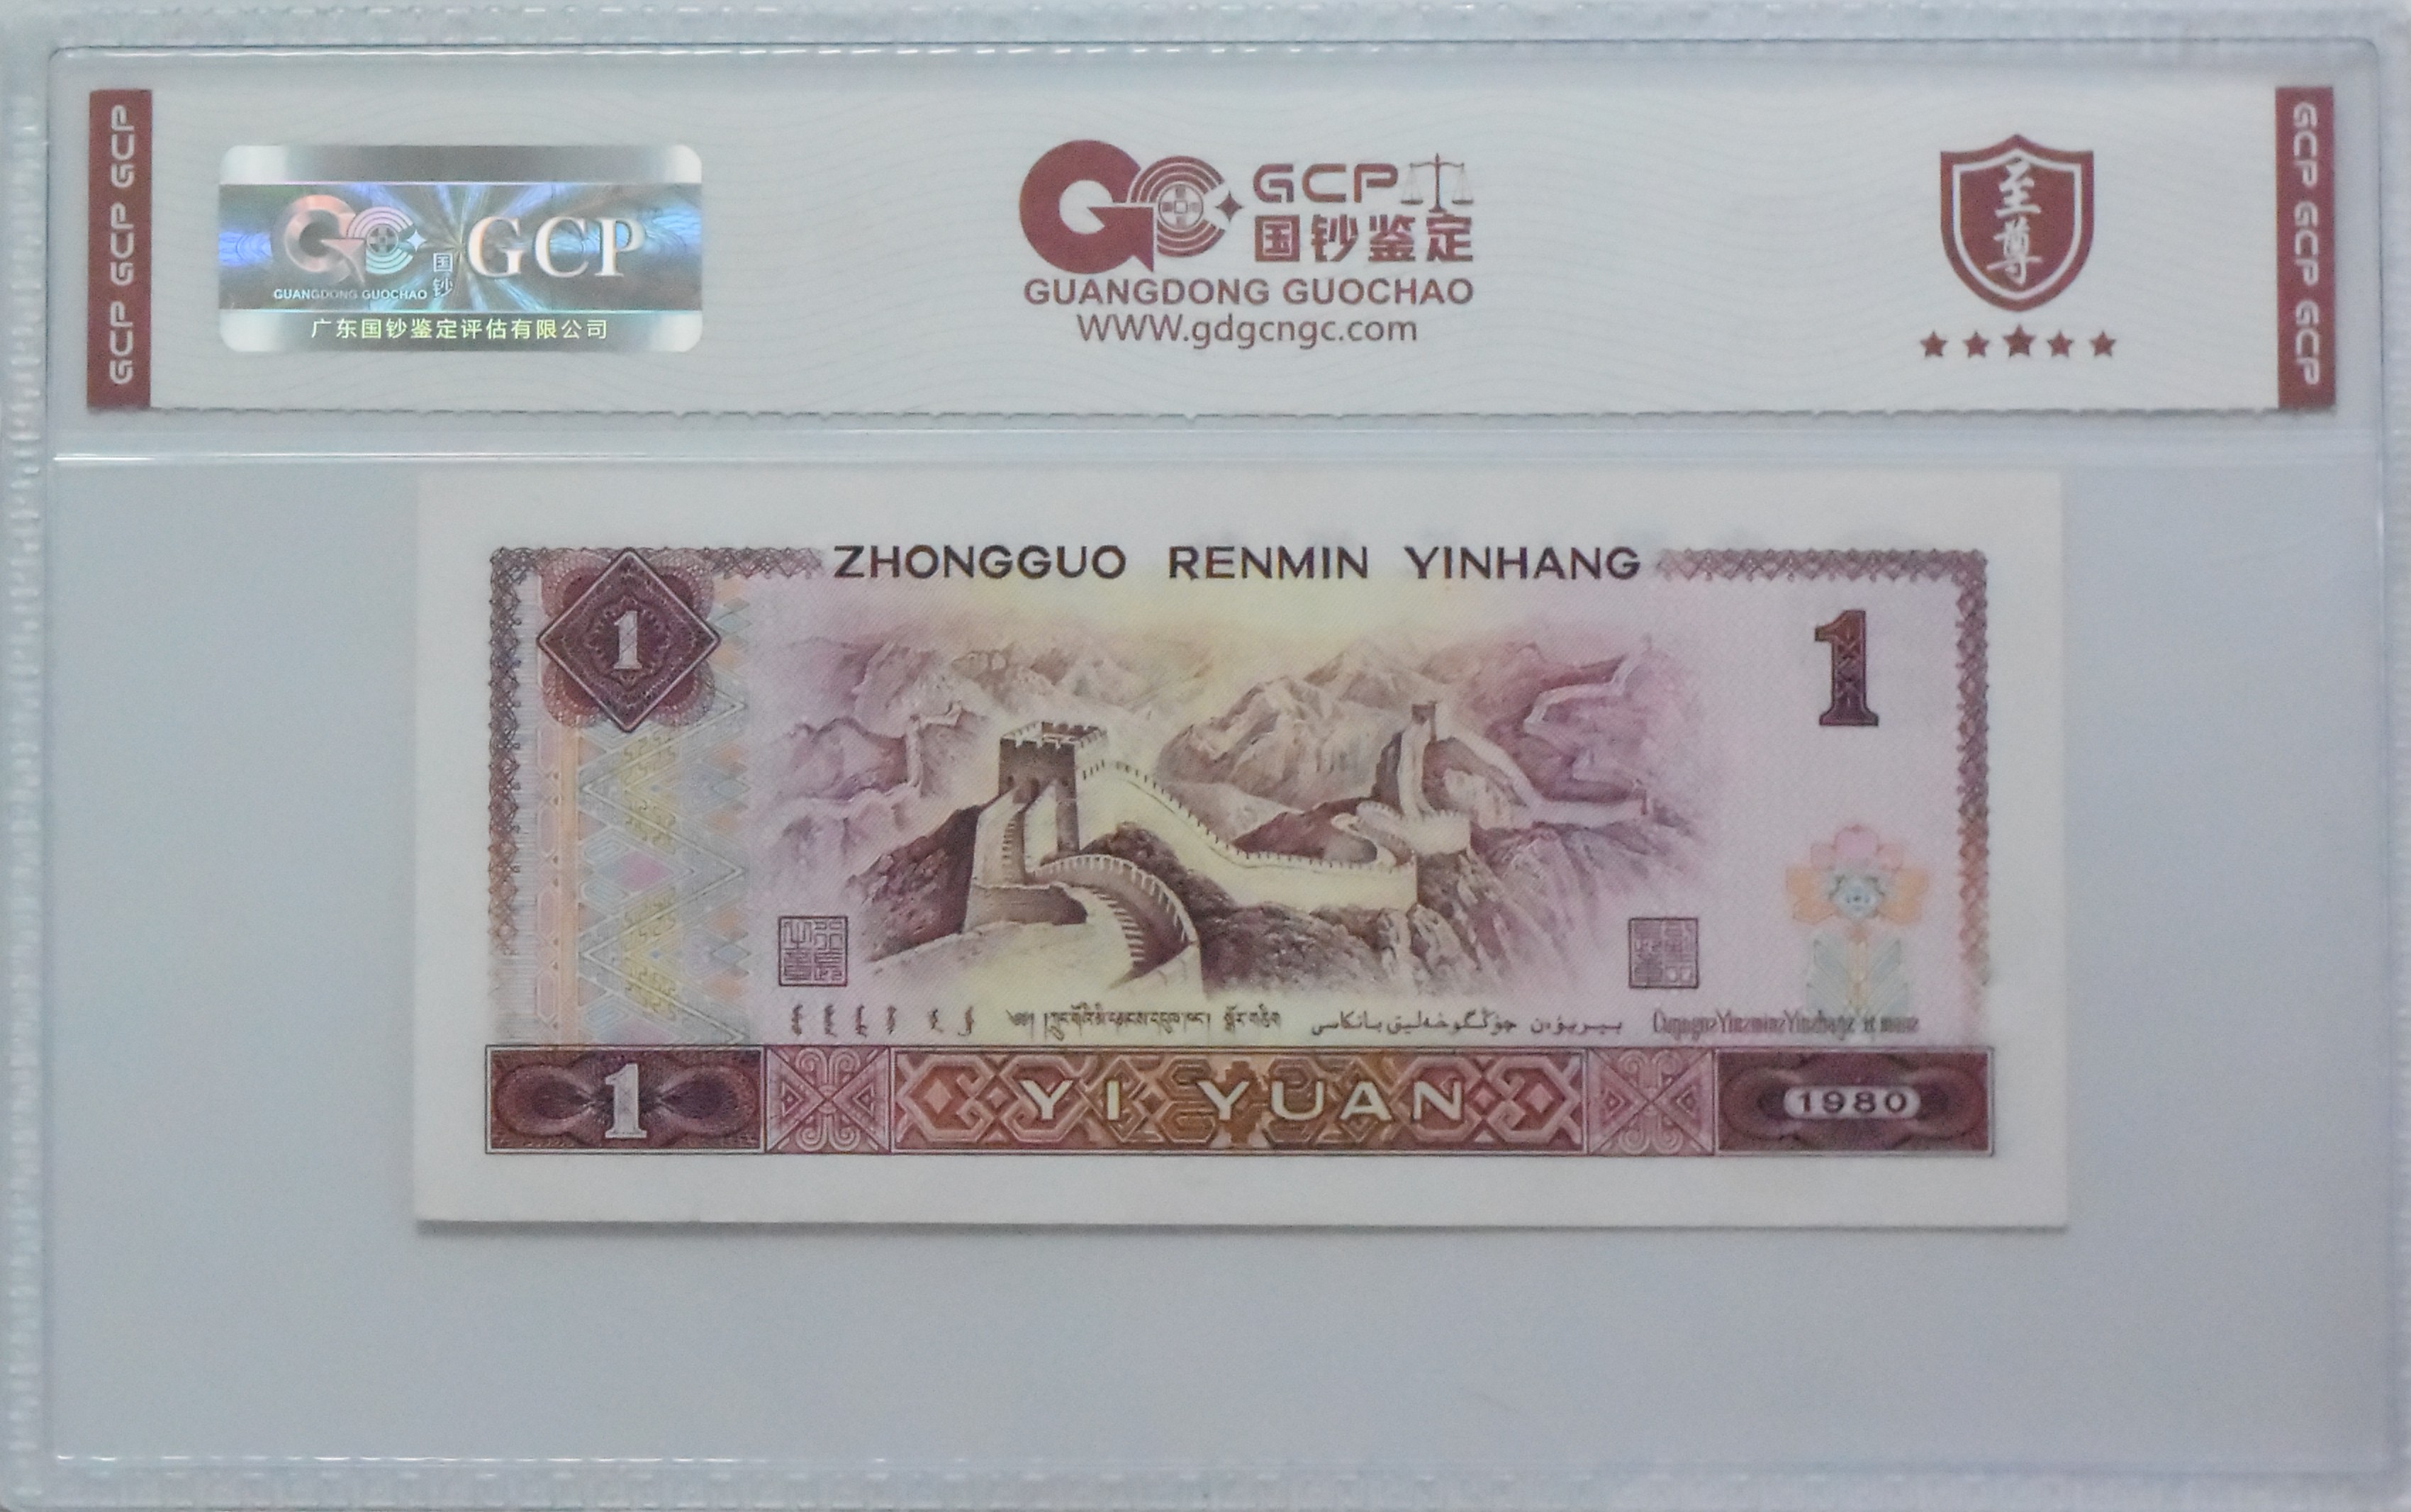 GCP GCP GCP
国钞
GCP
GUANGDONG GUOCHAO
广东国钞鉴定评估有限公司
GCP
国钞鉴定
GUANGDONG GUOCHAO
WWW.gdgcngc.com
至尊
GCP GCP GCP
ZHONGGUO RENMIN YINHANG
1
1
1
YI YUAN
1980